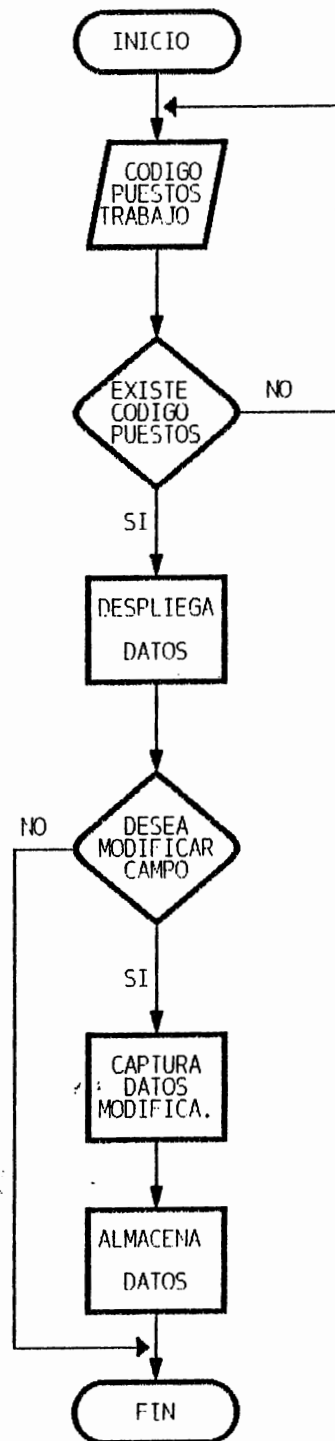 INICIO
CODIGO
PUESTOS
TRABAJO
EXISTE
CODIGO
PUESTOS
NO
SI
DESPLIEGA
DATOS
NO
DESEA
MODIFICAR
CAMPO
SI
CAPTURA
DATOS
MODIFICA.
ALMACENA
DATOS
FIN